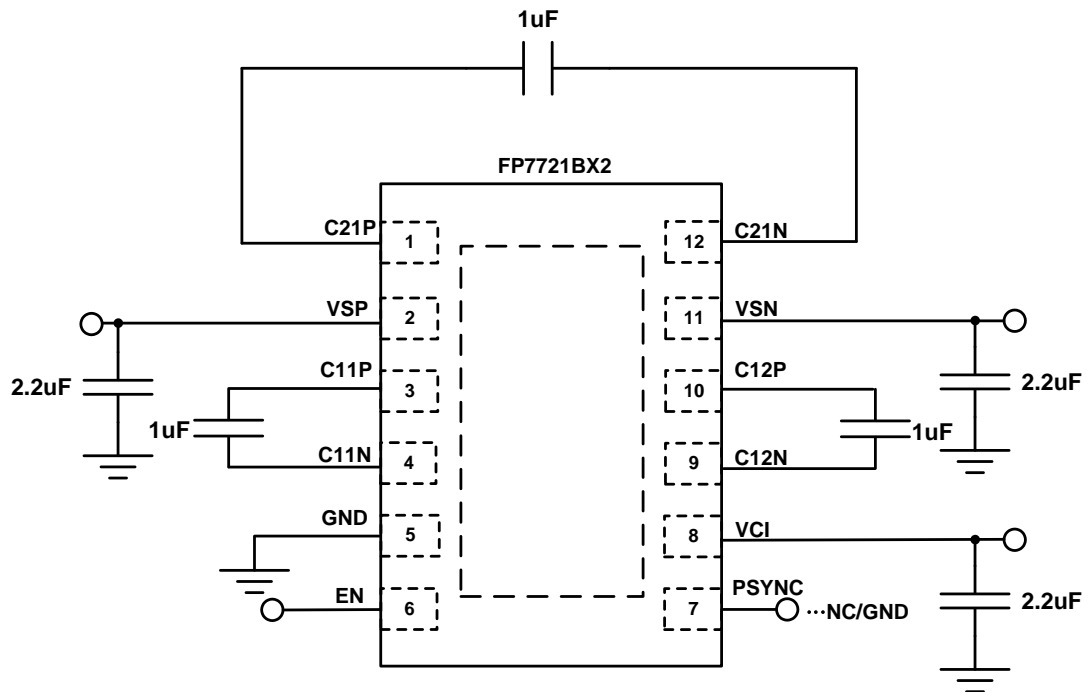 1uF
FP7721BX2
C21P
1
12
C21N
VSP
2
11
VSN
2.2uF
C11P
3
10
C12P
2.2uF
1uF
1uF
C11N
4
9
C12N
GND
5
8
VCI
EN
6
7
PSYNC
···NC/GND
2.2uF